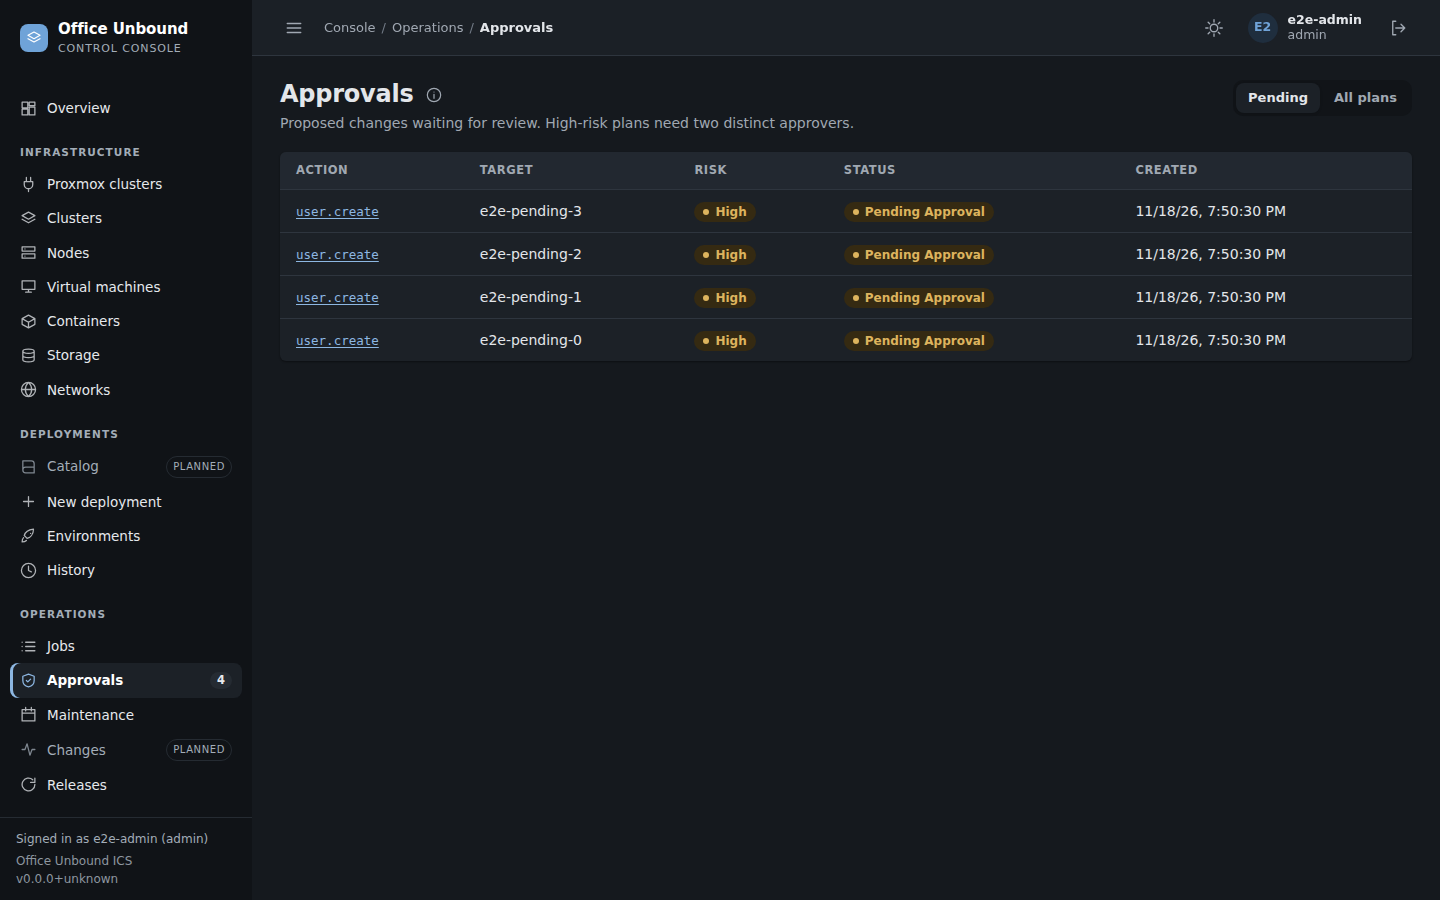 Office Unbound
CONTROL CONSOLE
Overview
INFRASTRUCTURE
Proxmox clusters
Clusters
Nodes
Virtual machines
Containers
Storage
Networks
DEPLOYMENTS
Catalog PLANNED
New deployment
Environments
History
OPERATIONS
Jobs
Approvals 4
Maintenance
Changes PLANNED
Releases
Signed in as e2e-admin (admin)
Office Unbound ICS
v0.0.0+unknown
Console / Operations / Approvals
E2 e2e-admin
admin
Approvals
Proposed changes waiting for review. High-risk plans need two distinct approvers.
Pending All plans
ACTION TARGET RISK STATUS CREATED
user.create e2e-pending-3 High Pending Approval 11/18/26, 7:50:30 PM
user.create e2e-pending-2 High Pending Approval 11/18/26, 7:50:30 PM
user.create e2e-pending-1 High Pending Approval 11/18/26, 7:50:30 PM
user.create e2e-pending-0 High Pending Approval 11/18/26, 7:50:30 PM